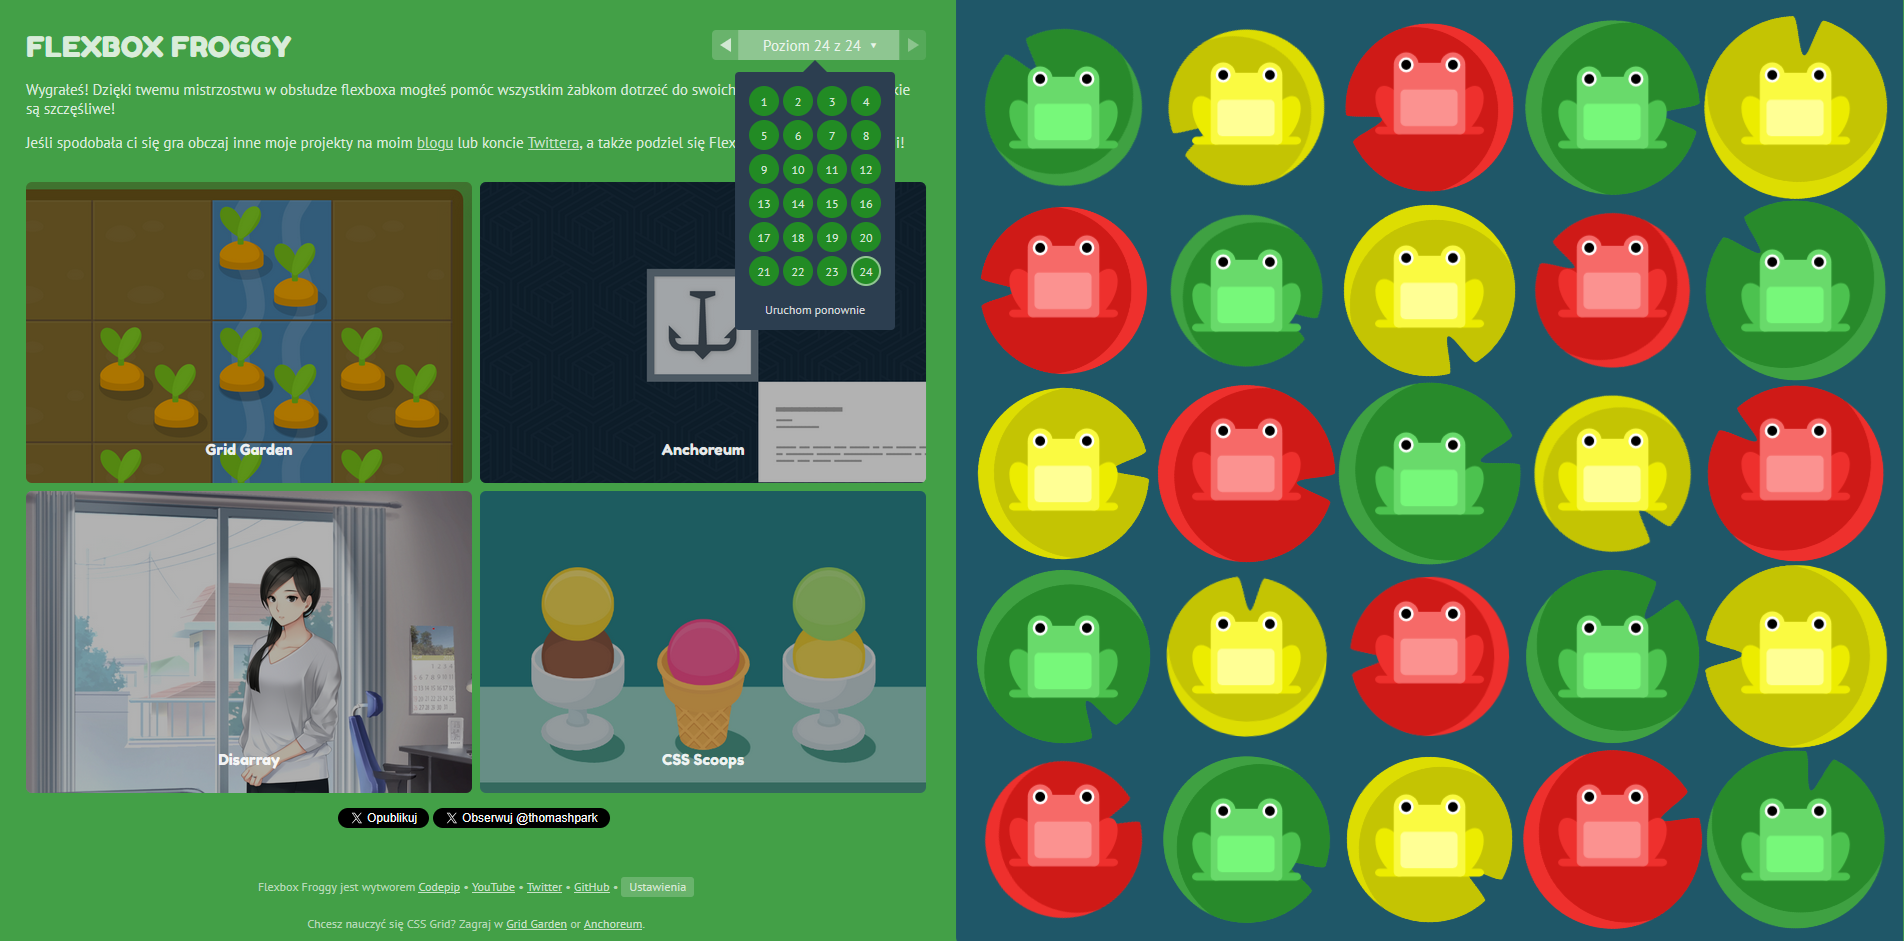 FLEXBOX FROGGY
Poziom 24 z 24 ▼
Wygrałeś! Dzięki twemu mistrzostwu w obsłudze flexboxa mogłeś pomóc wszystkim żabkom dotrzeć do swoich
są szczęśliwe!
Jeśli spodobała ci się gra obczaj inne moje projekty na moim blogu lub koncie Twittera, a także podziel się
1 2 3 4
5 6 7 8
9 10 11 12
13 14 15 16
17 18 19 20
21 22 23 24
Uruchom ponownie
Grid Garden
Anchoreum
Disarray
CSS Scoops
Opublikuj
Obserwuj @thomashpark
Flexbox Froggy jest wytworem Codepip • YouTube • Twitter • GitHub • Ustawienia
Chcesz nauczyć się CSS Grid? Zagraj w Grid Garden or Anchoreum.